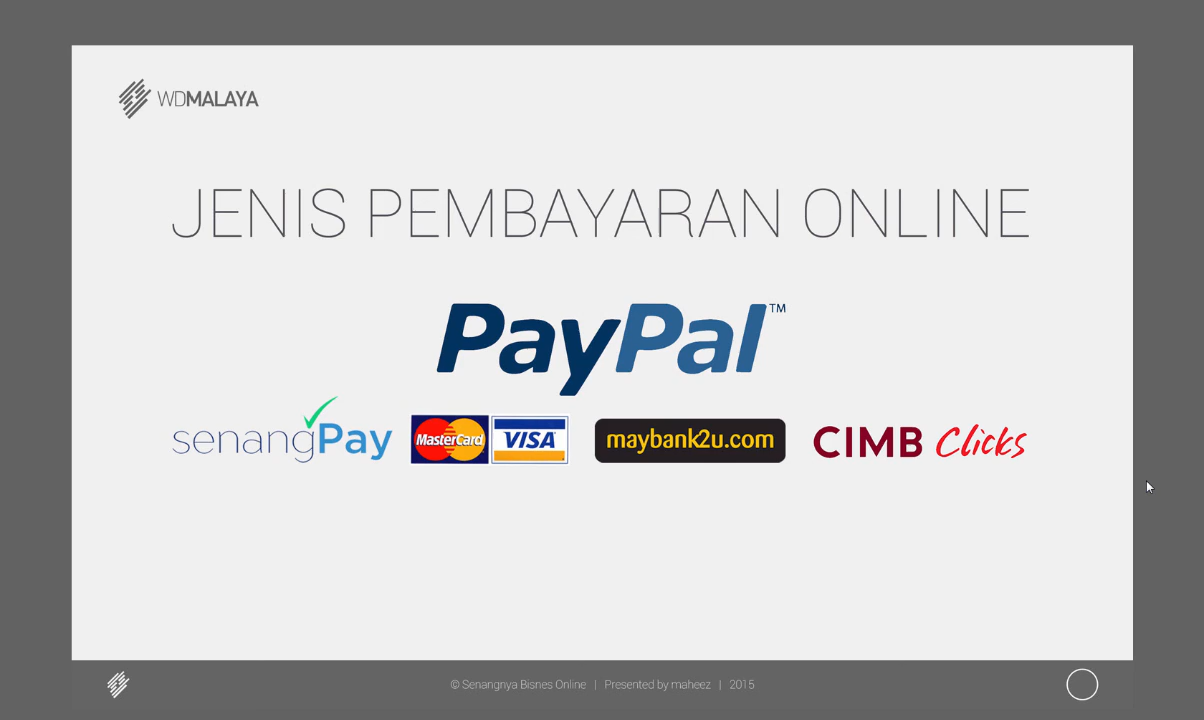 WDMALAYA
JENIS PEMBAYARAN ONLINE
PayPal™
senangPay MasterCard VISA maybank2u.com CIMB Clicks
© Senangnya Bisnes Online | Presented by maheez | 2015